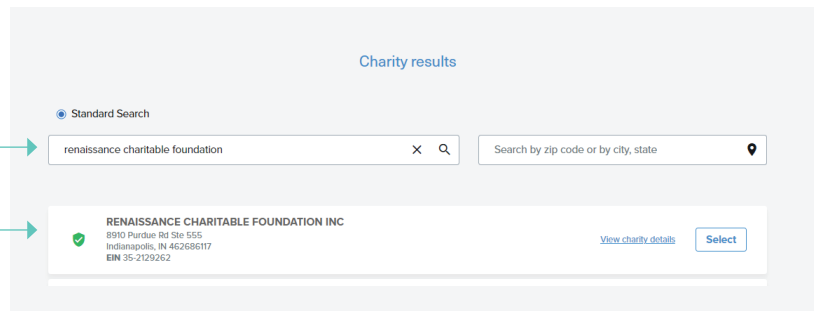 Charity results
Standard Search
renaissance charitable foundation
Search by zip code or by city, state
RENAISSANCE CHARITABLE FOUNDATION INC
8910 Purdue Rd Ste 555
Indianapolis, IN 462686117
EIN 35-2129262
View charity details
Select